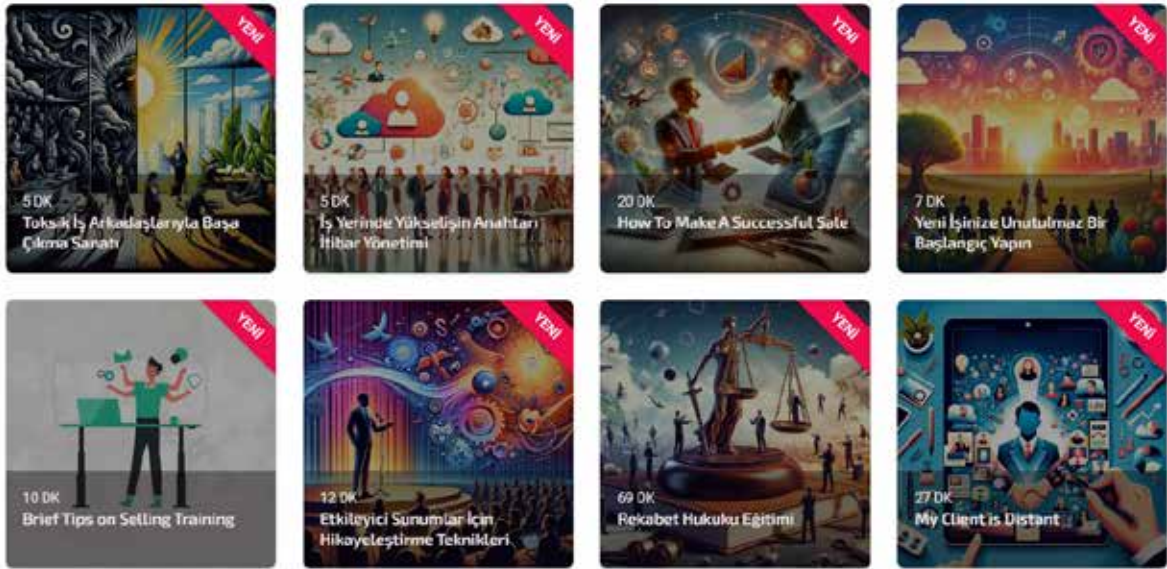 YENİ
5 DK
Toksik İş Arkadaşlarıyla Başa
Çıkma Sanatı
YENİ
5 DK
İş Yerinde Yükselişin Anahtarı
İtibar Yönetimi
YENİ
20 DK
How To Make A Successful Sale
YENİ
7 DK
Yeni İşinize Unutulmaz Bir
Başlangıç Yapın
YENİ
10 DK
Brief Tips on Selling Training
YENİ
12 DK
Etkileyici Sunumlar İçin
Hikayeleştirme Teknikleri
YENİ
69 DK
Rekabet Hukuku Eğitimi
YENİ
27 DK
My Client is Distant